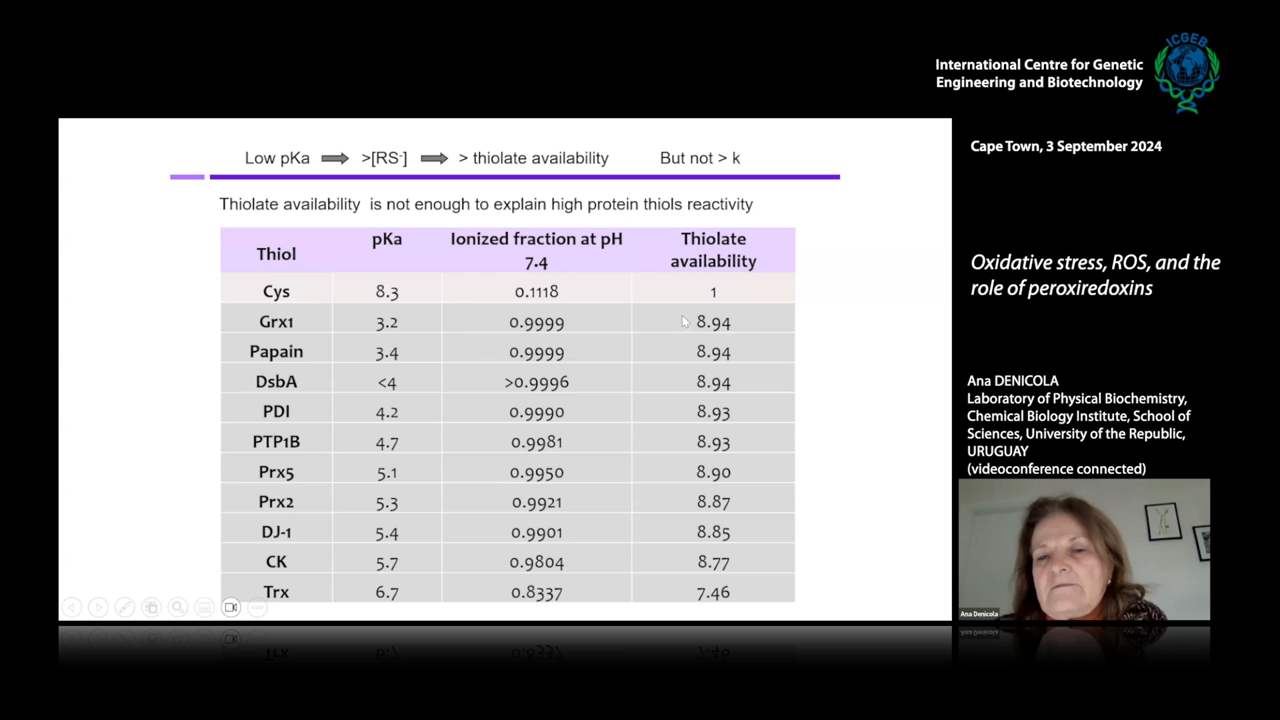 ICGEB
International Centre for Genetic
Engineering and Biotechnology
Cape Town, 3 September 2024
Low pKa >[RS-] > thiolate availability But not > k
Thiolate availability is not enough to explain high protein thiols reactivity
Thiol pKa Ionized fraction at pH 7.4 Thiolate availability
Cys 8.3 0.1118 1
Grx1 3.2 0.9999 8.94
Papain 3.4 0.9999 8.94
DsbA <4 >0.9996 8.94
PDI 4.2 0.9990 8.93
PTP1B 4.7 0.9981 8.93
Prx5 5.1 0.9950 8.90
Prx2 5.3 0.9921 8.87
DJ-1 5.4 0.9901 8.85
CK 5.7 0.9804 8.77
Trx 6.7 0.8337 7.46
Oxidative stress, ROS, and the
role of peroxiredoxins
Ana DENICOLA
Laboratory of Physical Biochemistry,
Chemical Biology Institute, School of
Sciences, University of the Republic,
URUGUAY
(videoconference connected)
Ana Denicola